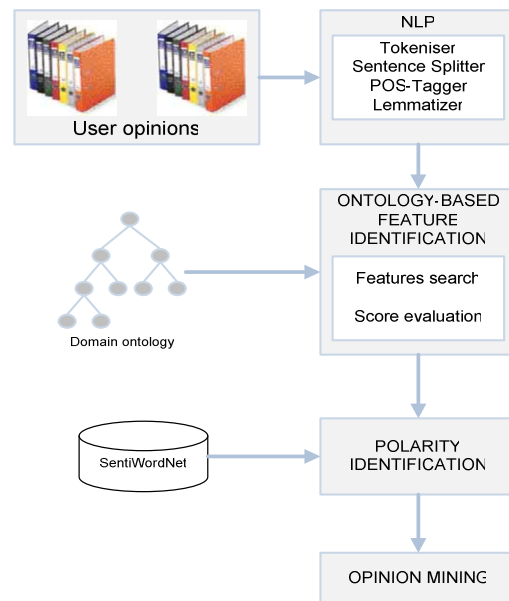 User opinions
NLP
Tokeniser
Sentence Splitter
POS-Tagger
Lemmatizer
ONTOLOGY-BASED
FEATURE
IDENTIFICATION
Features search
Score evaluation
Domain ontology
SentiWordNet
POLARITY
IDENTIFICATION
OPINION MINING